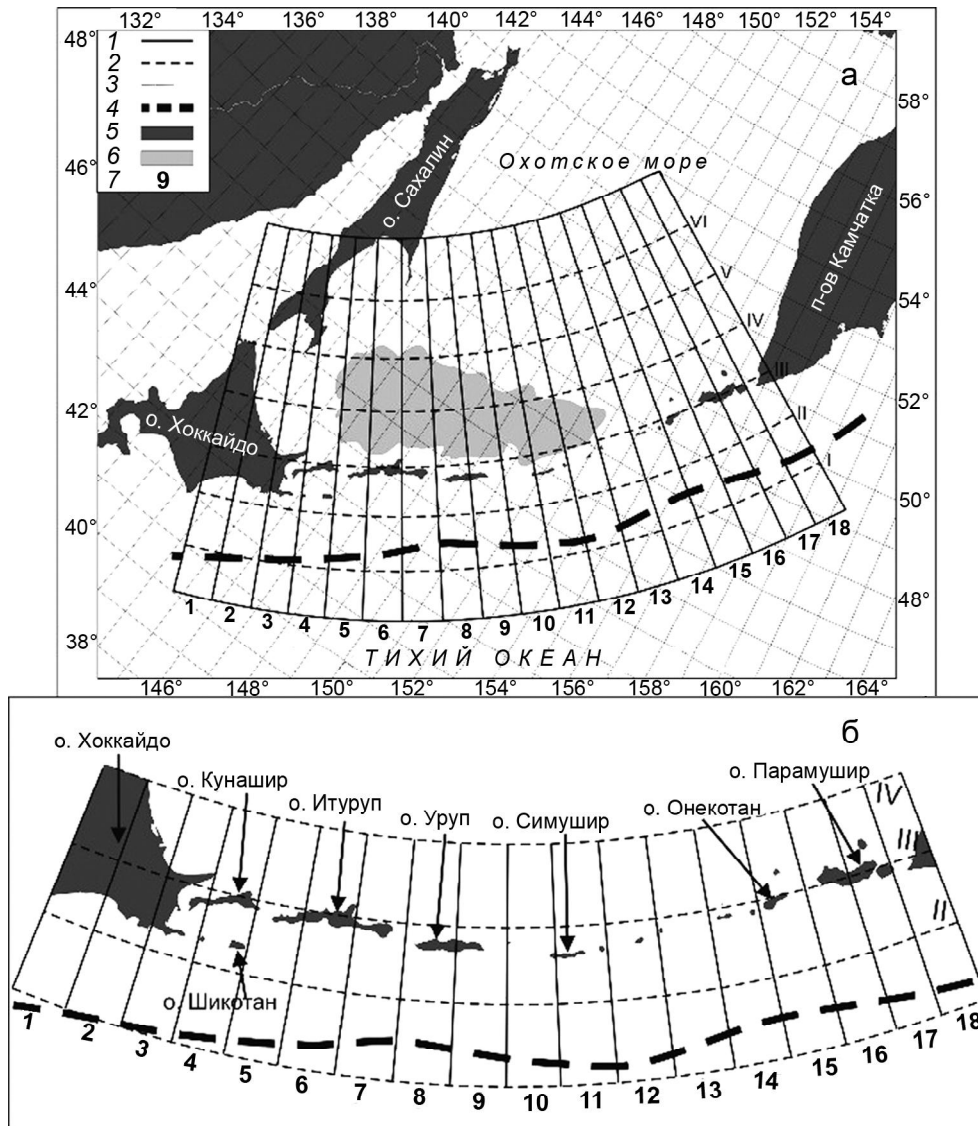 132° 134° 136° 138° 140° 142° 144° 146° 148° 150° 152° 154°
48°
46°
44°
42°
40°
38°
1
2
3
4
5
6
7 9
а
58°
56°
54°
52°
50°
48°
Охотское море
о. Сахалин
п-ов Камчатка
о. Хоккайдо
VI
V
IV
III
II
I
1 2 3 4 5 6 7 8 9 10 11 12 13 14 15 16 17 18
ТИХИЙ ОКЕАН
146° 148° 150° 152° 154° 156° 158° 160° 162° 164°
б
о. Хоккайдо
о. Кунашир
о. Итуруп
о. Уруп
о. Симушир
о. Онекотан
о. Парамушир
IV
III
II
о. Шикотан
1 2 3 4 5 6 7 8 9 10 11 12 13 14 15 16 17 18